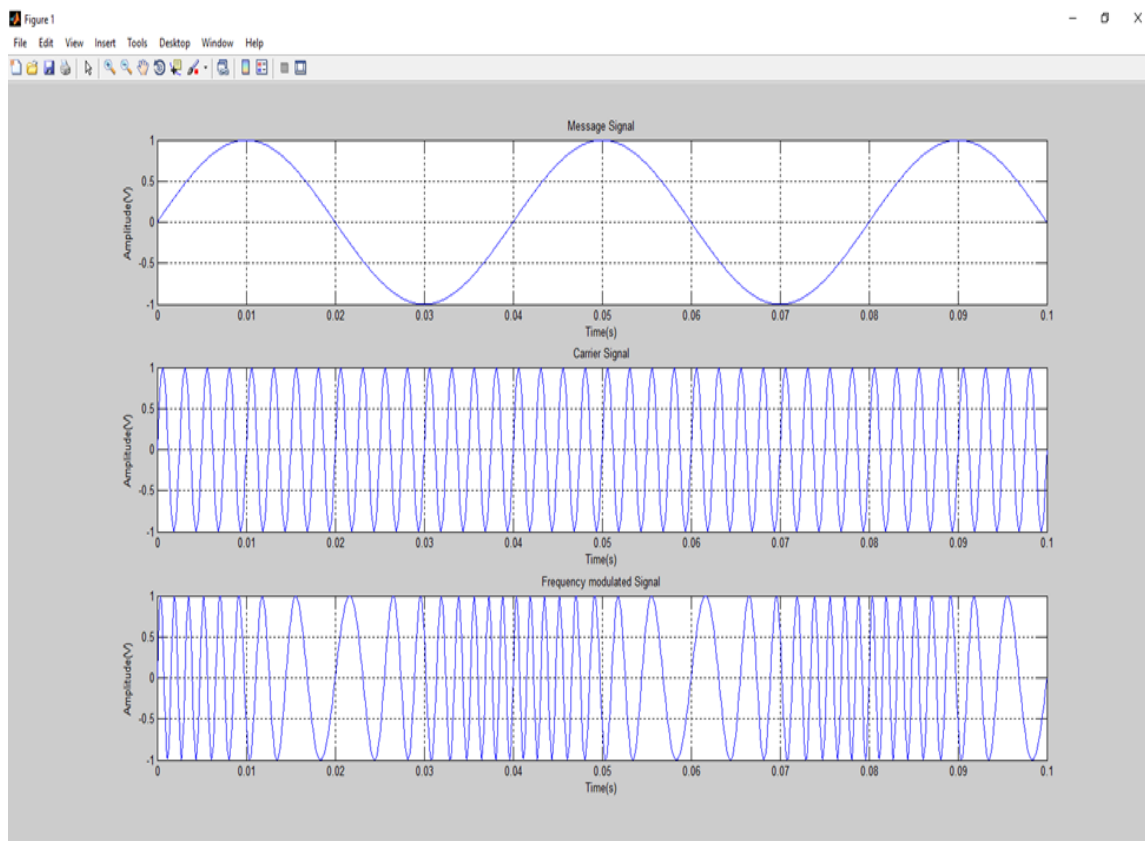 Figure 1
File Edit View Insert Tools Desktop Window Help
Message Signal
Amplitude(V)
1
0.5
0
-0.5
-1
0 0.01 0.02 0.03 0.04 0.05 0.06 0.07 0.08 0.09 0.1
Time(s)
Carrier Signal
Amplitude(V)
1
0.5
0
-0.5
-1
0 0.01 0.02 0.03 0.04 0.05 0.06 0.07 0.08 0.09 0.1
Time(s)
Frequency modulated Signal
Amplitude(V)
1
0.5
0
-0.5
-1
0 0.01 0.02 0.03 0.04 0.05 0.06 0.07 0.08 0.09 0.1
Time(s)